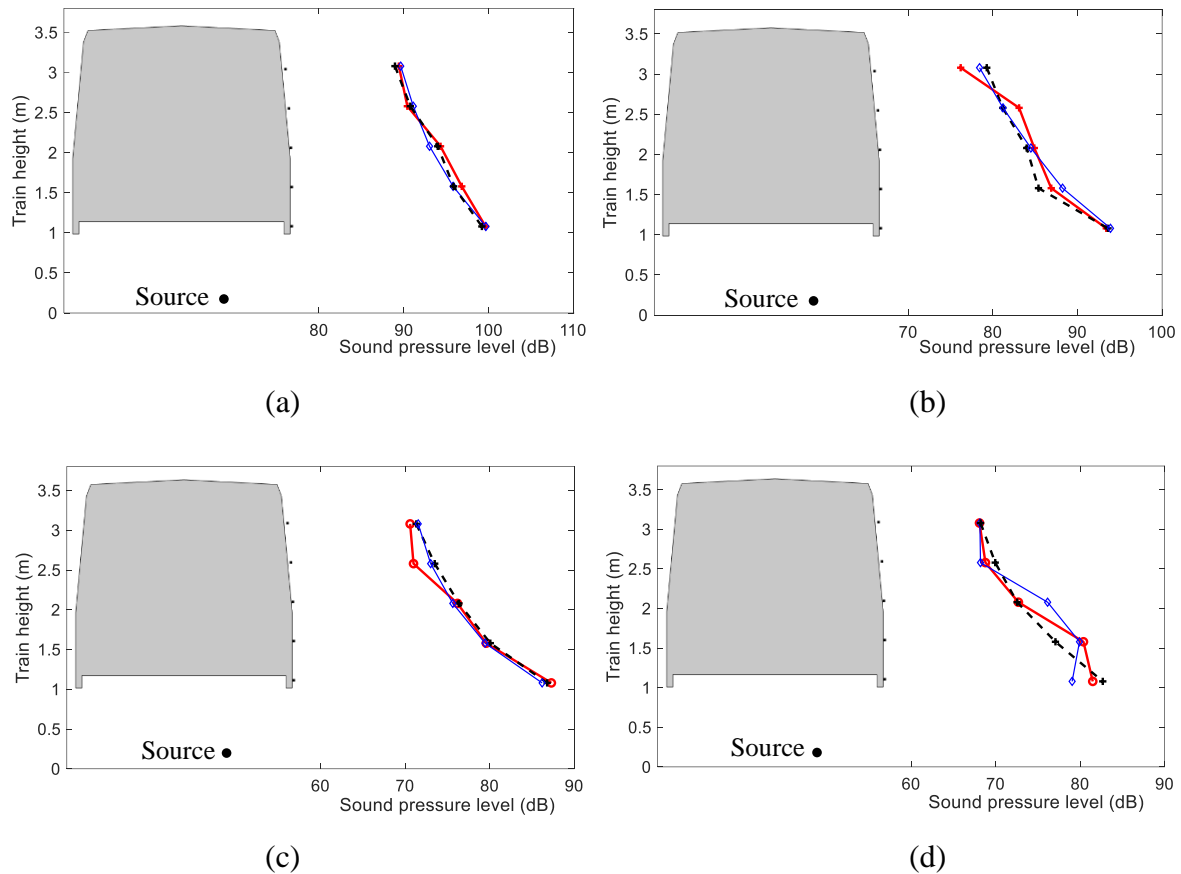 3.5
3
2.5
2
1.5
1
0.5
0
Train height (m)
Source
80 90 100 110
Sound pressure level (dB)
(a)
3.5
3
2.5
2
1.5
1
0.5
0
Train height (m)
Source
70 80 90 100
Sound pressure level (dB)
(b)
3.5
3
2.5
2
1.5
1
0.5
0
Train height (m)
Source
60 70 80 90
Sound pressure level (dB)
(c)
3.5
3
2.5
2
1.5
1
0.5
0
Train height (m)
Source
60 70 80 90
Sound pressure level (dB)
(d)